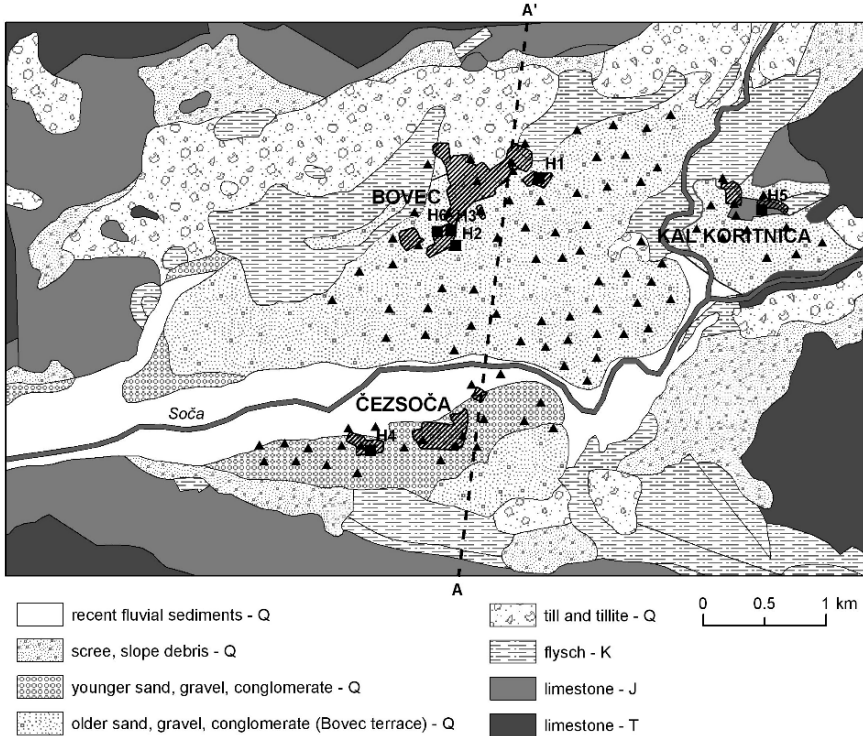 A'
H1
BOVEC
H5
H6 H3
H2
KAL KORITNICA
Soča
ČEZSOČA
H4
A
recent fluvial sediments - Q
scree, slope debris - Q
younger sand, gravel, conglomerate - Q
older sand, gravel, conglomerate (Bovec terrace) - Q
till and tillite - Q
flysch - K
limestone - J
limestone - T
0 0.5 1 km